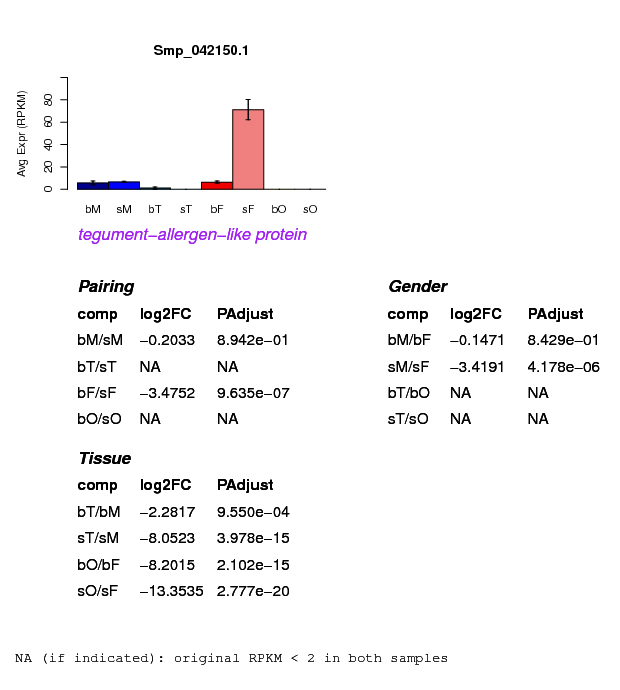 Smp_042150.1
Avg Expr (RPKM)
80
60
40
20
0
bM sM bT sT bF sF bO sO
tegument−allergen−like protein
Pairing
comp log2FC PAdjust
bM/sM −0.2033 8.942e−01
bT/sT NA NA
bF/sF −3.4752 9.635e−07
bO/sO NA NA
Gender
comp log2FC PAdjust
bM/bF −0.1471 8.429e−01
sM/sF −3.4191 4.178e−06
bT/bO NA NA
sT/sO NA NA
Tissue
comp log2FC PAdjust
bT/bM −2.2817 9.550e−04
sT/sM −8.0523 3.978e−15
bO/bF −8.2015 2.102e−15
sO/sF −13.3535 2.777e−20
NA (if indicated): original RPKM < 2 in both samples